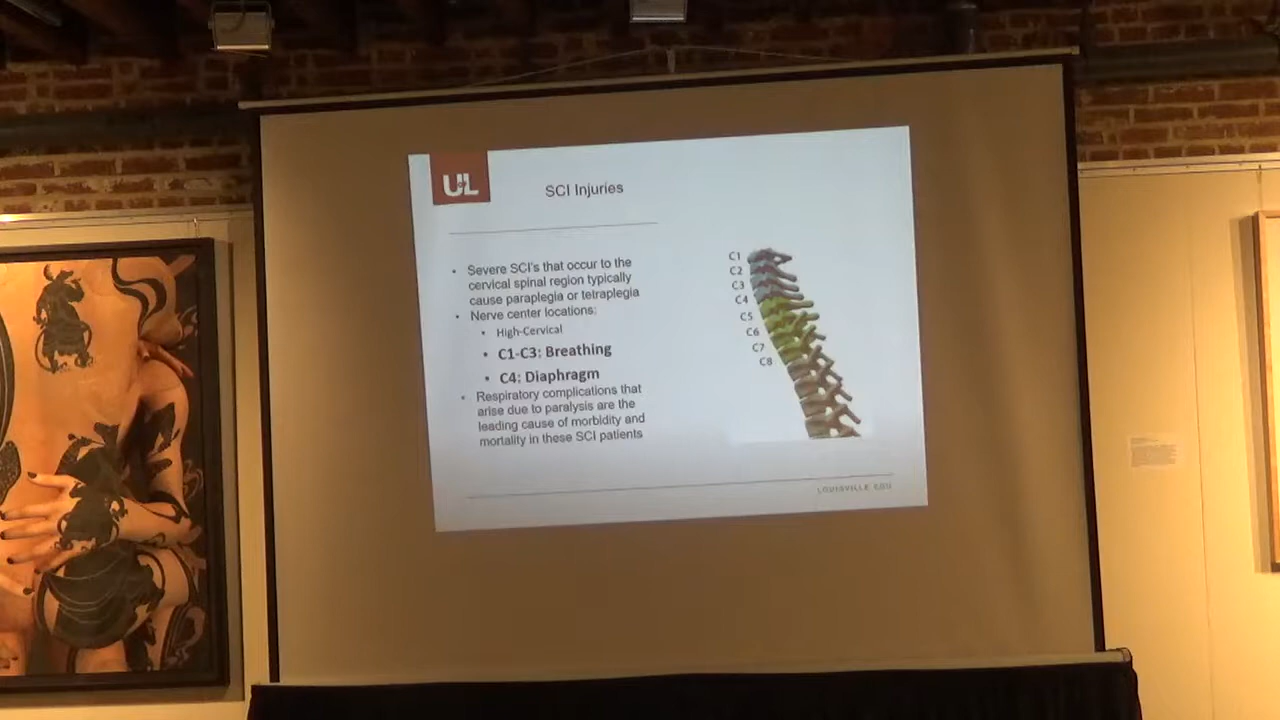 UofL
SCI Injuries
• Severe SCI's that occur to the
cervical spinal region typically
cause paraplegia or tetraplegia
• Nerve center locations:
• High-Cervical
• C1-C3: Breathing
• C4: Diaphragm
• Respiratory complications that
arise due to paralysis are the
leading cause of morbidity and
mortality in these SCI patients
C1
C2
C3
C4
C5
C6
C7
C8
LOUISVILLE EDU